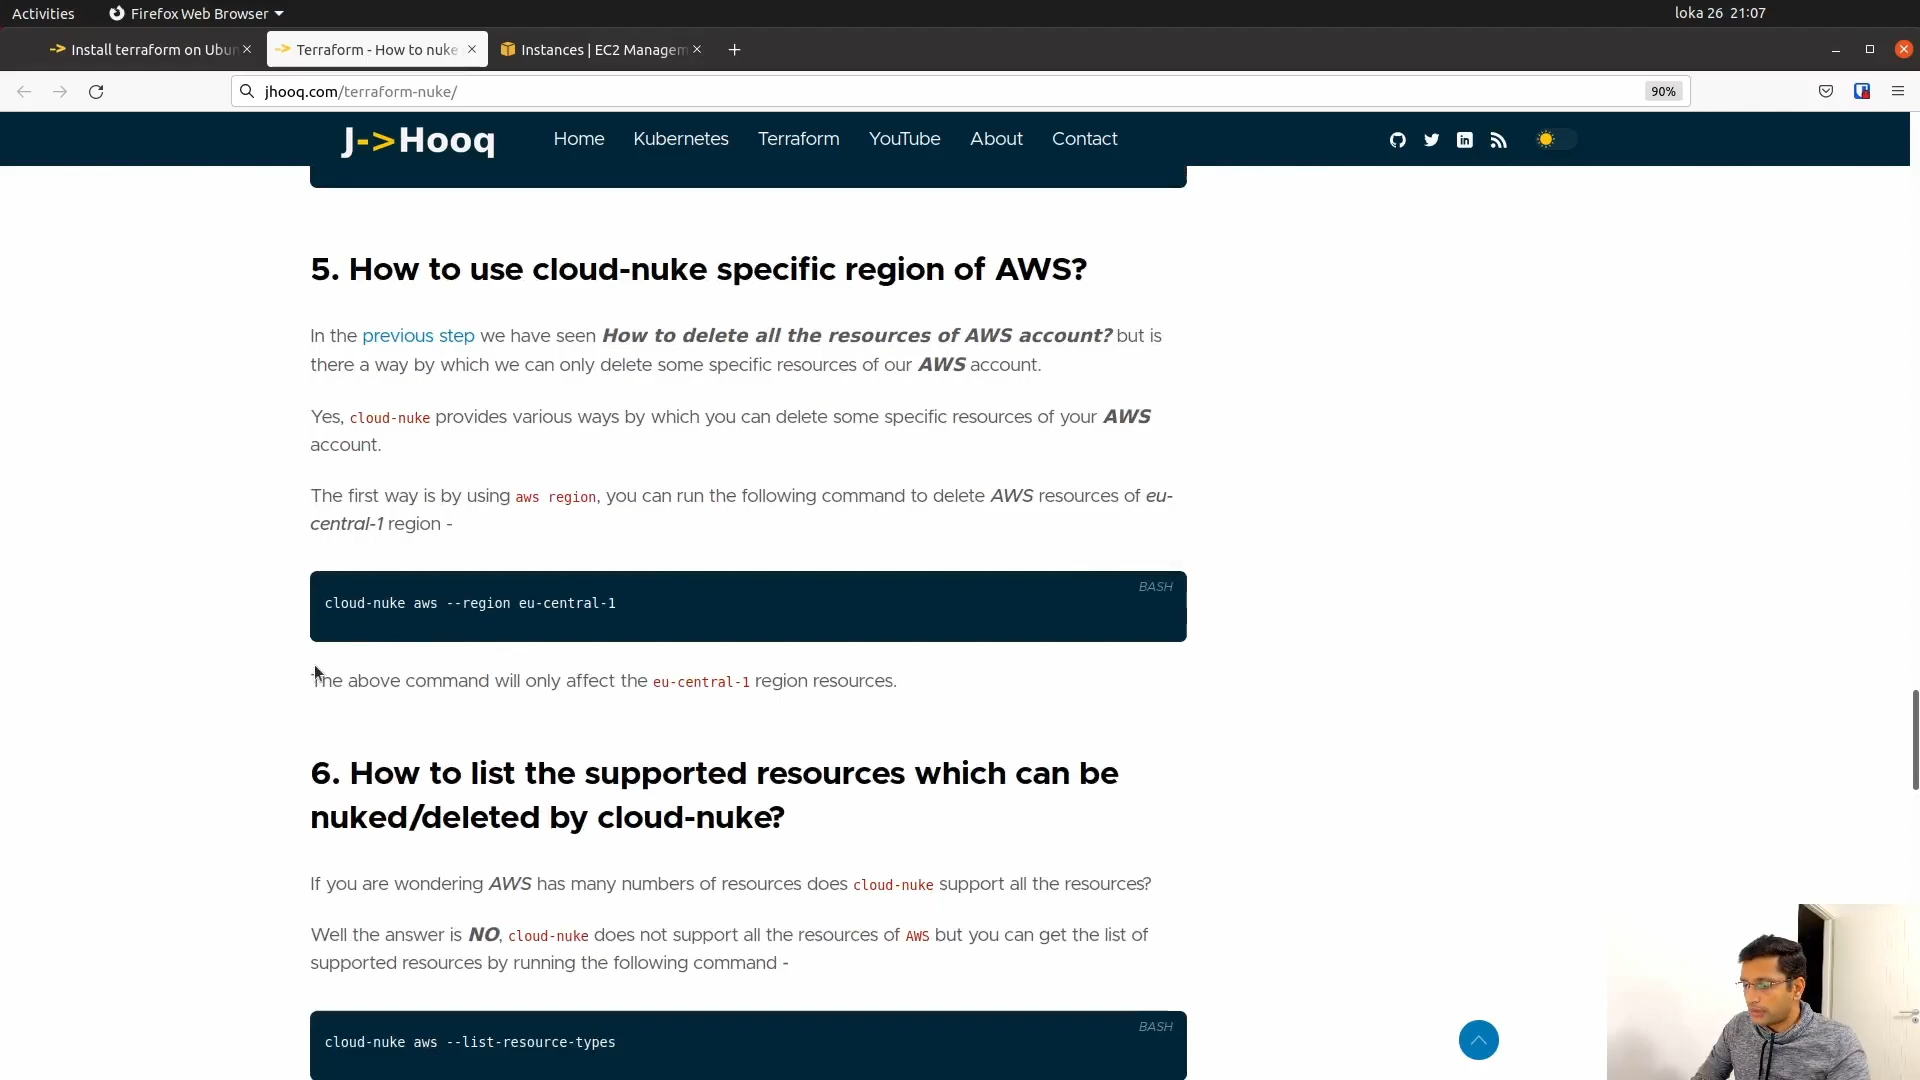 Activities
Firefox Web Browser
loka 26 21:07
-> Install terraform on Ubun
-> Terraform - How to nuke
Instances | EC2 Managem
jhooq.com/terraform-nuke/
90%
J->Hooq
Home
Kubernetes
Terraform
YouTube
About
Contact
5. How to use cloud-nuke specific region of AWS?
In the previous step we have seen How to delete all the resources of AWS account? but is
there a way by which we can only delete some specific resources of our AWS account.
Yes, cloud-nuke provides various ways by which you can delete some specific resources of your AWS
account.
The first way is by using aws region, you can run the following command to delete AWS resources of eu-
central-1 region -
BASH
cloud-nuke aws --region eu-central-1
The above command will only affect the eu-central-1 region resources.
6. How to list the supported resources which can be
nuked/deleted by cloud-nuke?
If you are wondering AWS has many numbers of resources does cloud-nuke support all the resources?
Well the answer is NO, cloud-nuke does not support all the resources of AWS but you can get the list of
supported resources by running the following command -
BASH
cloud-nuke aws --list-resource-types